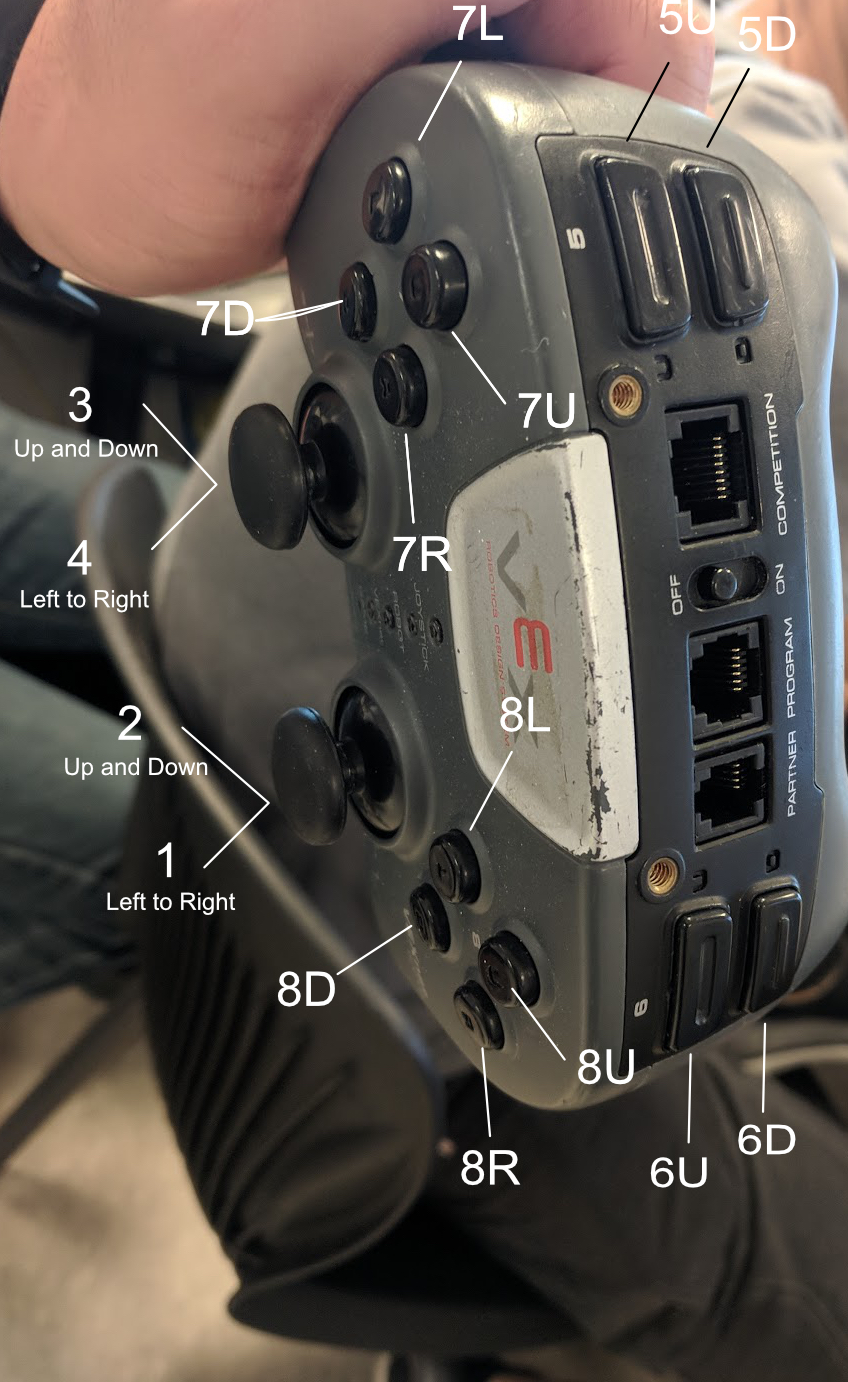 7L
5U
5D
5
7D
7U
3
Up and Down
7R
4
Left to Right
COMPETITION
OFF
ON
JOYSTICK
ROBOT
VEX
ROBOTICS DESIGN
PROGRAM
PARTNER
8L
2
Up and Down
1
Left to Right
8D
6
8U
8R
6U
6D